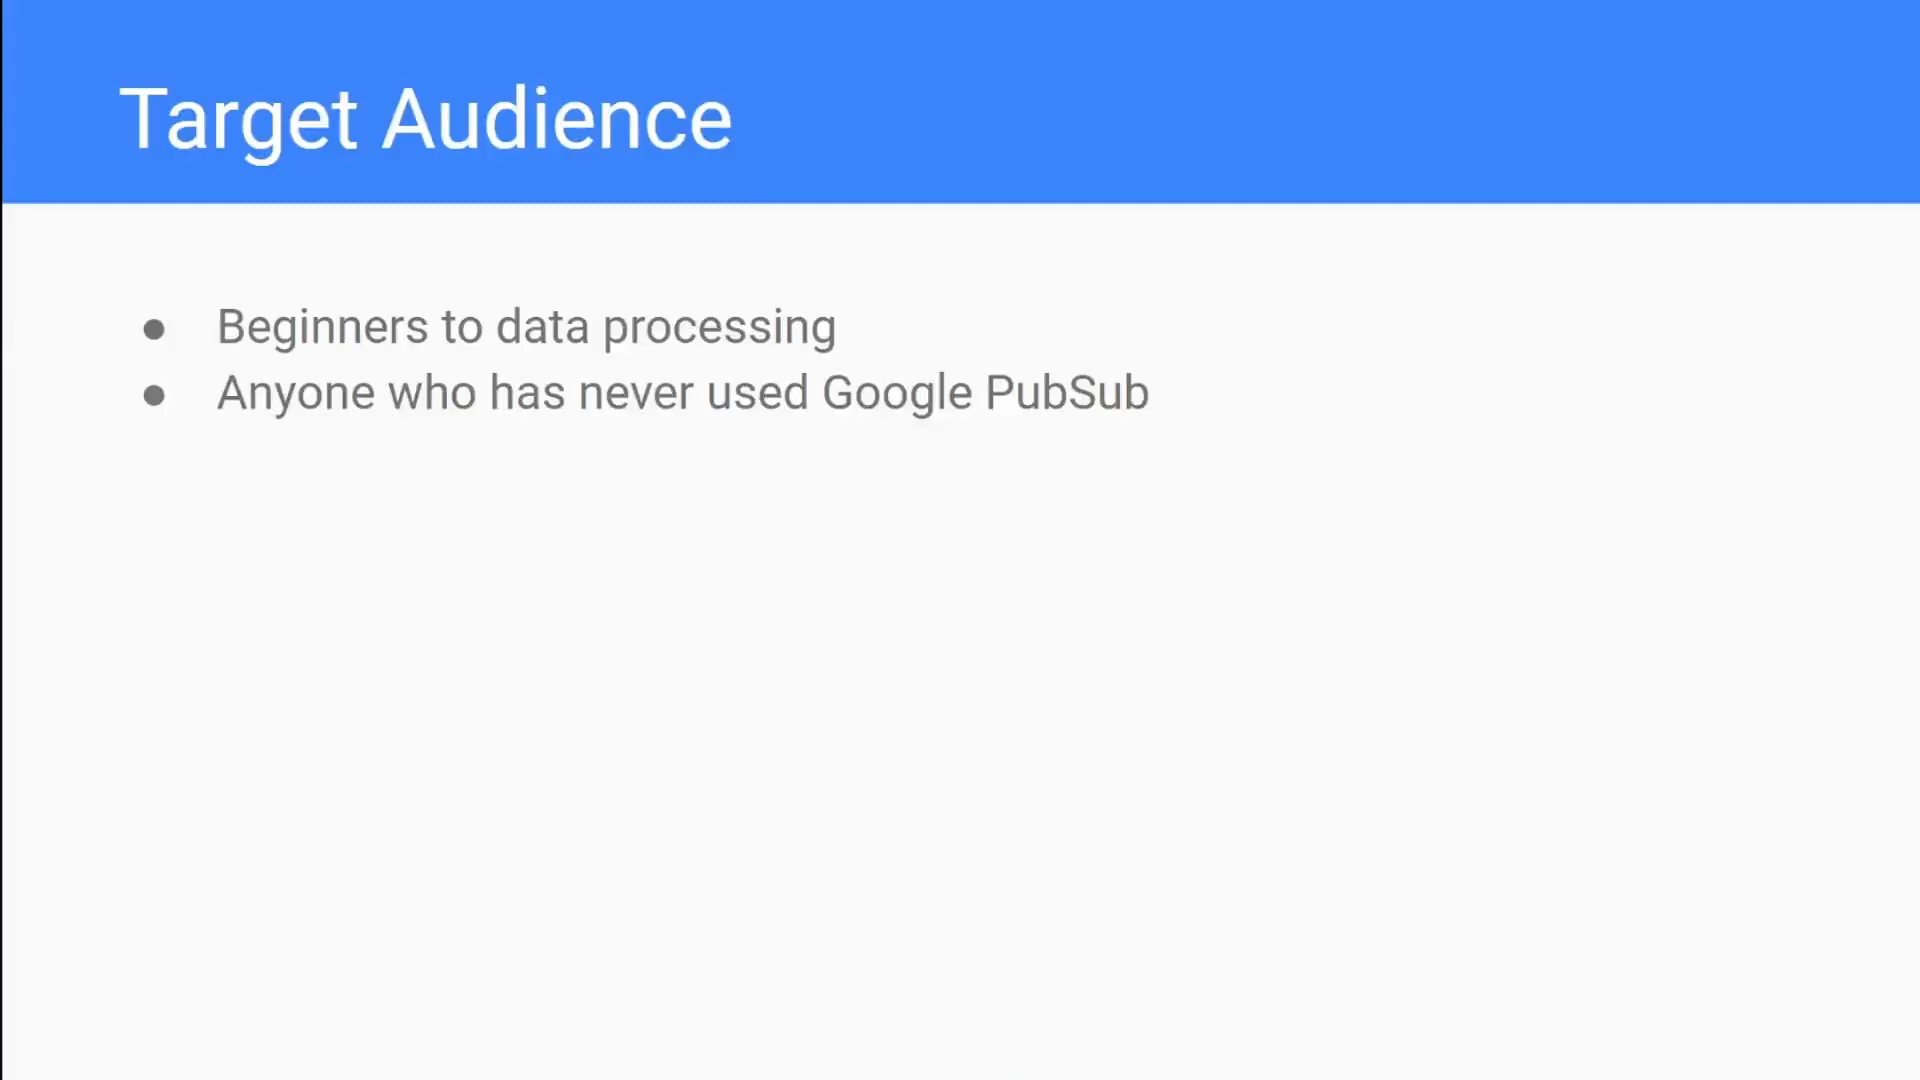 Target Audience
● Beginners to data processing
● Anyone who has never used Google PubSub